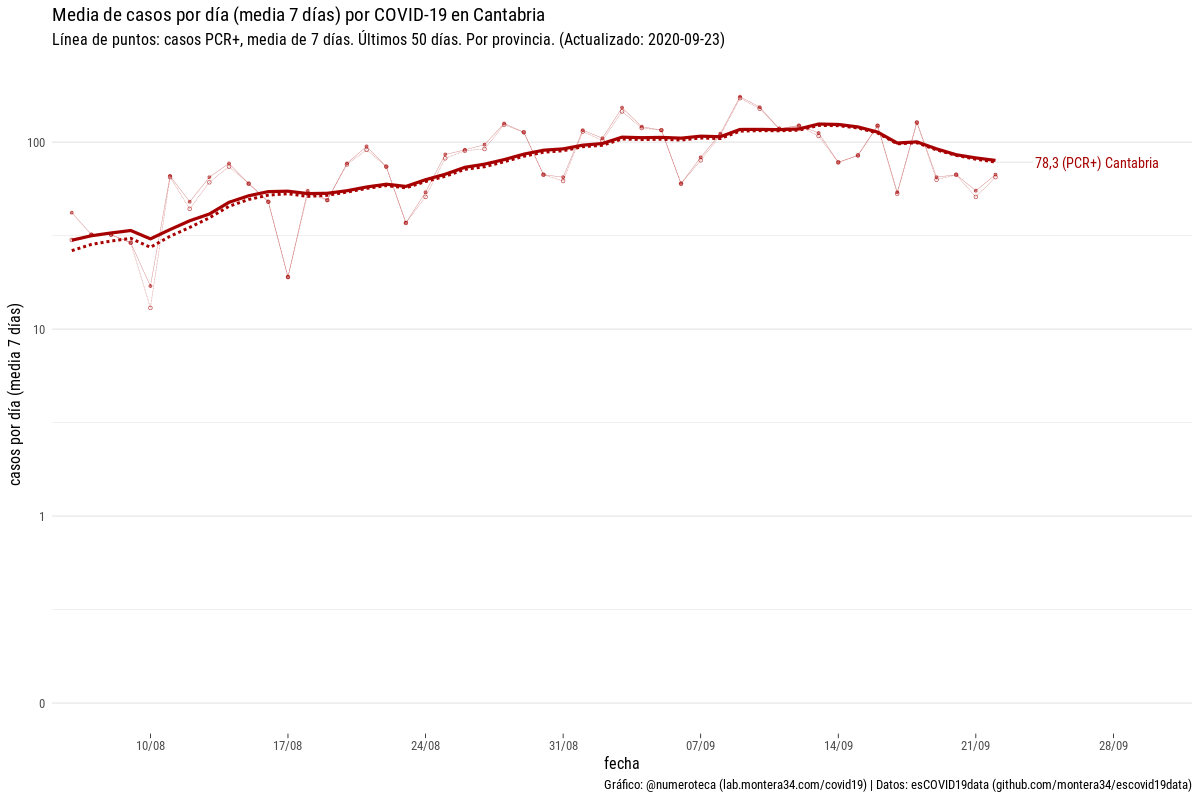 Media de casos por día (media 7 días) por COVID-19 en Cantabria
Línea de puntos: casos PCR+, media de 7 días. Últimos 50 días. Por provincia. (Actualizado: 2020-09-23)
casos por día (media 7 días)
100
10
1
0
78,3 (PCR+) Cantabria
10/08 17/08 24/08 31/08 07/09 14/09 21/09 28/09
fecha
Gráfico: @numeroteca (lab.montera34.com/covid19) | Datos: esCOVID19data (github.com/montera34/escovid19data)